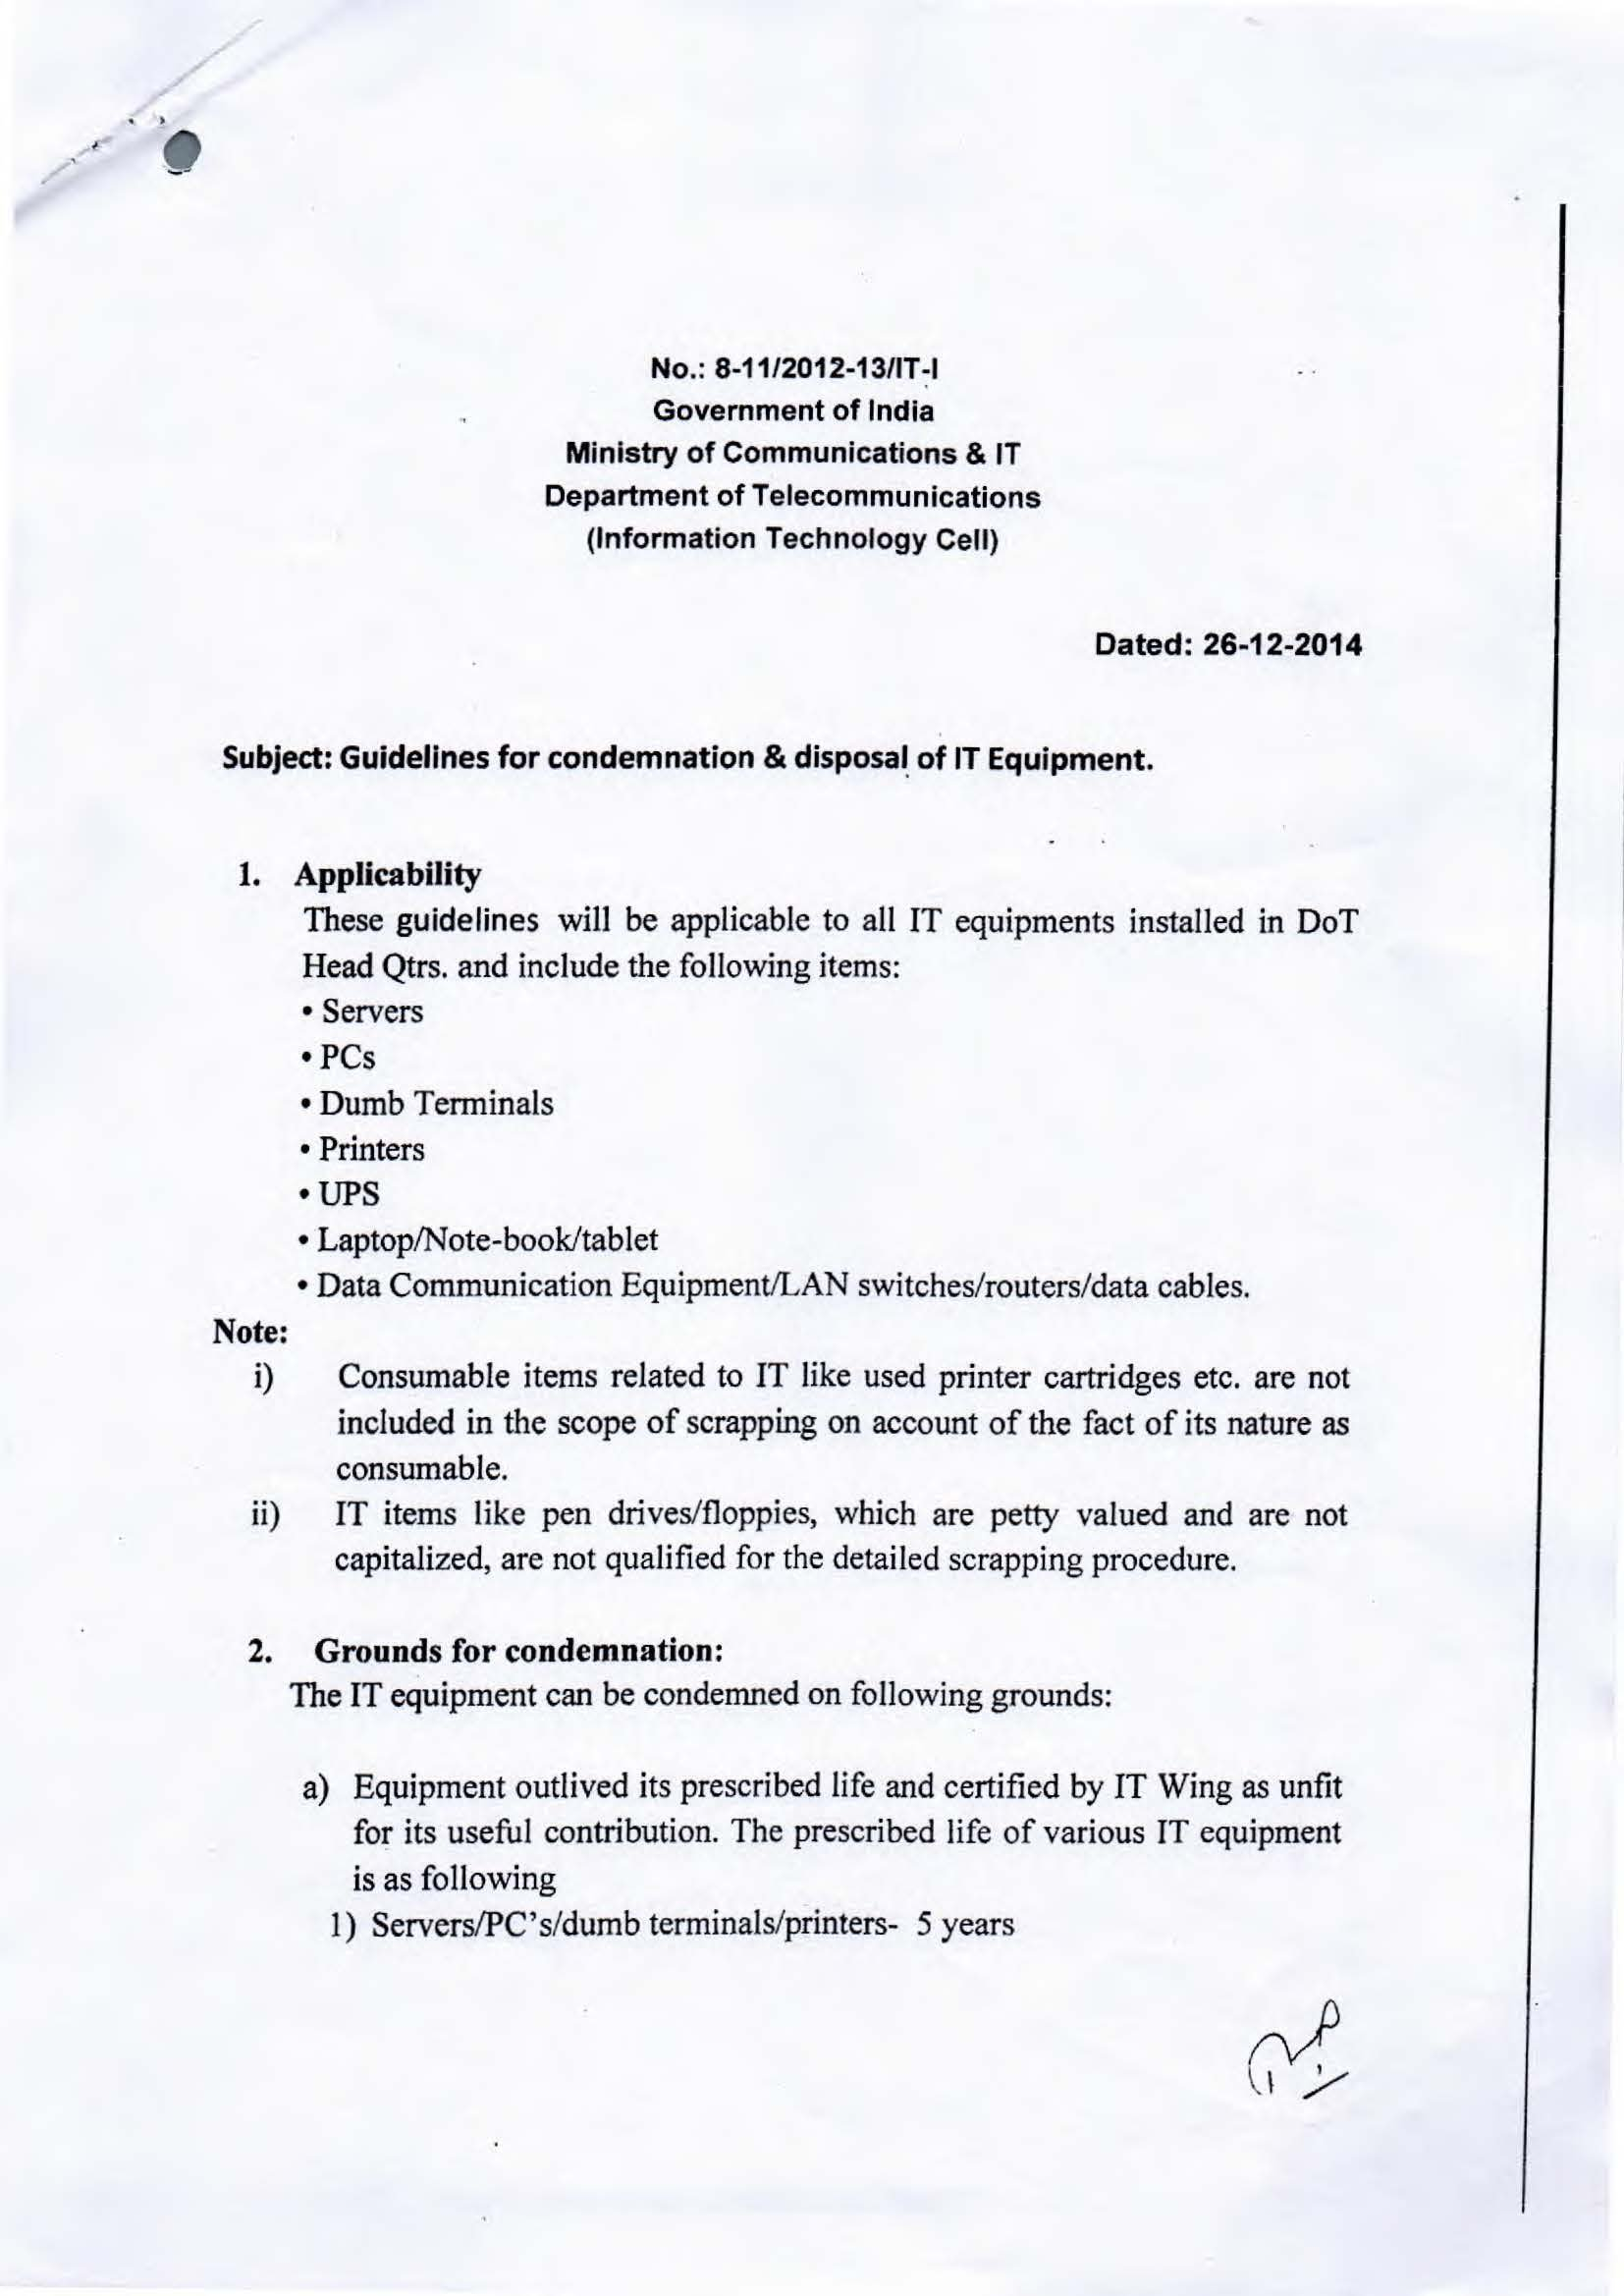 No.: 8-11/2012-13/IT-I
Government of India
Ministry of Communications & IT
Department of Telecommunications
(Information Technology Cell)
Dated: 26-12-2014
Subject: Guidelines for condemnation & disposal of IT Equipment.
1. Applicability
These guidelines will be applicable to all IT equipments installed in DoT
Head Qtrs. and include the following items:
• Servers
• PCs
• Dumb Terminals
• Printers
• UPS
• Laptop/Note-book/tablet
• Data Communication Equipment/LAN switches/routers/data cables.
Note:
i) Consumable items related to IT like used printer cartridges etc. are not
included in the scope of scrapping on account of the fact of its nature as
consumable.
ii) IT items like pen drives/floppies, which are petty valued and are not
capitalized, are not qualified for the detailed scrapping procedure.
2. Grounds for condemnation:
The IT equipment can be condemned on following grounds:
a) Equipment outlived its prescribed life and certified by IT Wing as unfit
for its useful contribution. The prescribed life of various IT equipment
is as following
1) Servers/PC's/dumb terminals/printers- 5 years